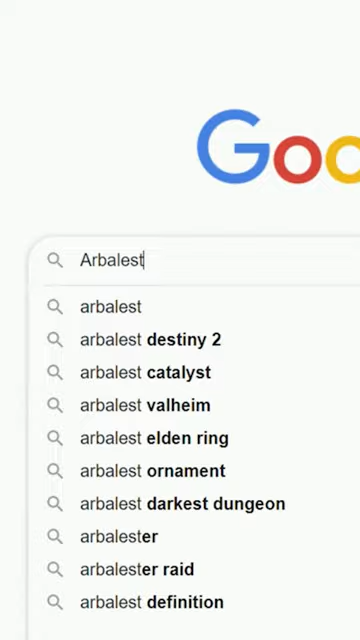 Goo
Arbalest
arbalest
arbalest destiny 2
arbalest catalyst
arbalest valheim
arbalest elden ring
arbalest ornament
arbalest darkest dungeon
arbalester
arbalester raid
arbalest definition